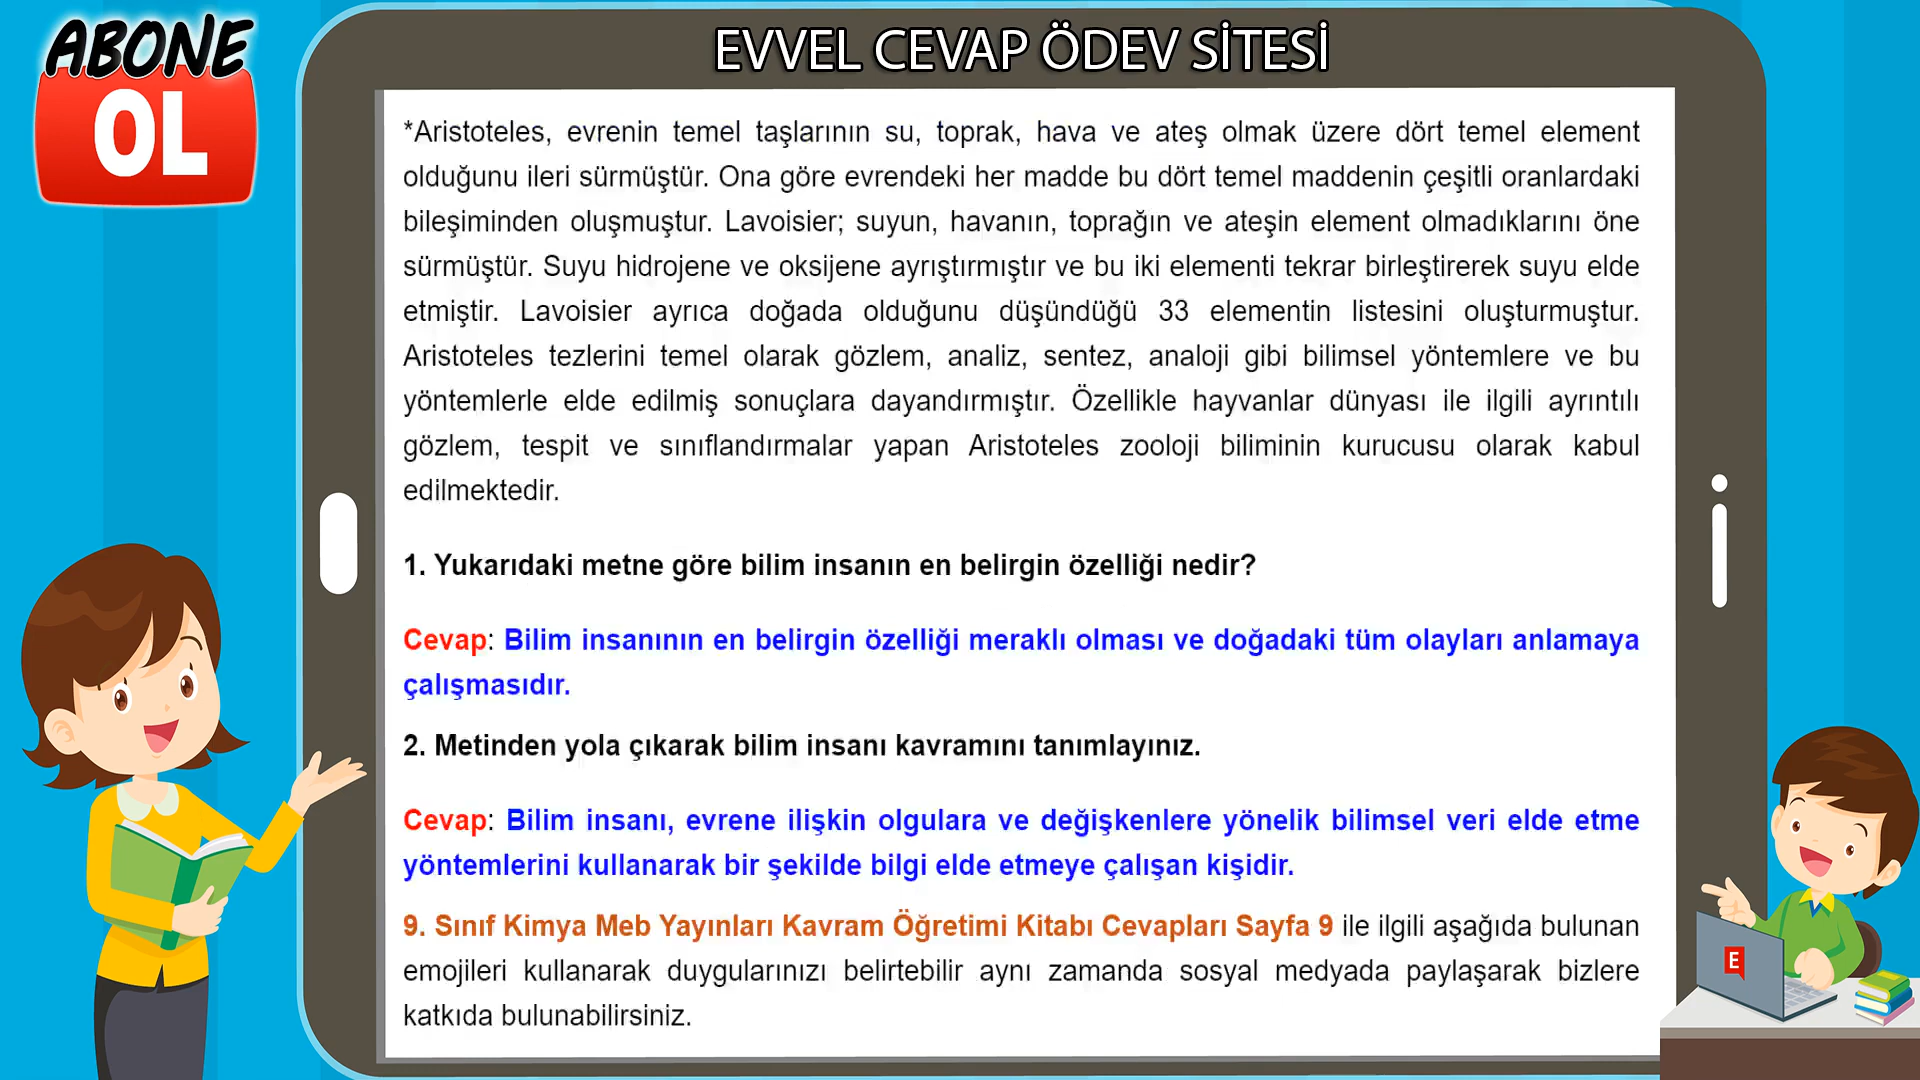 ABONE
OL
EVVEL CEVAP ÖDEV SİTESİ
*Aristoteles, evrenin temel taşlarının su, toprak, hava ve ateş olmak üzere dört temel element
olduğunu ileri sürmüştür. Ona göre evrendeki her madde bu dört temel maddenin çeşitli oranlardaki
bileşiminden oluşmuştur. Lavoisier; suyun, havanın, toprağın ve ateşin element olmadıklarını öne
sürmüştür. Suyu hidrojene ve oksijene ayrıştırmıştır ve bu iki elementi tekrar birleştirerek suyu elde
etmiştir. Lavoisier ayrıca doğada olduğunu düşündüğü 33 elementin listesini oluşturmuştur.
Aristoteles tezlerini temel olarak gözlem, analiz, sentez, analoji gibi bilimsel yöntemlere ve bu
yöntemlerle elde edilmiş sonuçlara dayandırmıştır. Özellikle hayvanlar dünyası ile ilgili ayrıntılı
gözlem, tespit ve sınıflandırmalar yapan Aristoteles zooloji biliminin kurucusu olarak kabul
edilmektedir.
1. Yukarıdaki metne göre bilim insanın en belirgin özelliği nedir?
Cevap: Bilim insanının en belirgin özelliği meraklı olması ve doğadaki tüm olayları anlamaya
çalışmasıdır.
2. Metinden yola çıkarak bilim insanı kavramını tanımlayınız.
Cevap: Bilim insanı, evrene ilişkin olgulara ve değişkenlere yönelik bilimsel veri elde etme
yöntemlerini kullanarak bir şekilde bilgi elde etmeye çalışan kişidir.
9. Sınıf Kimya Meb Yayınları Kavram Öğretimi Kitabı Cevapları Sayfa 9 ile ilgili aşağıda bulunan
emojileri kullanarak duygularınızı belirtebilir aynı zamanda sosyal medyada paylaşarak bizlere
katkıda bulunabilirsiniz.
E